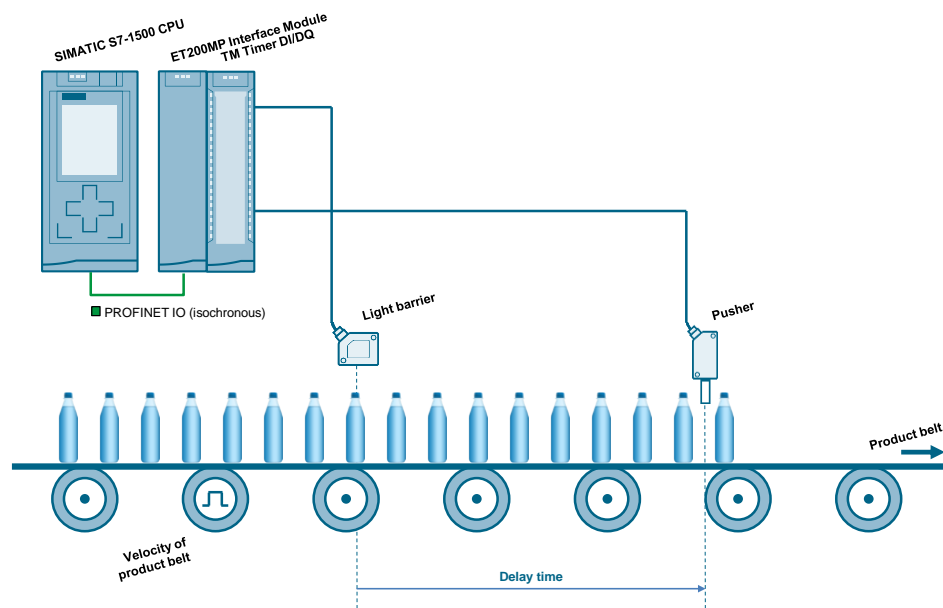 SIMATIC S7-1500 CPU
ET200MP Interface Module
TM Timer DI/DQ
PROFINET IO (isochronous)
Light barrier
Pusher
Product belt
Velocity of
product belt
Delay time